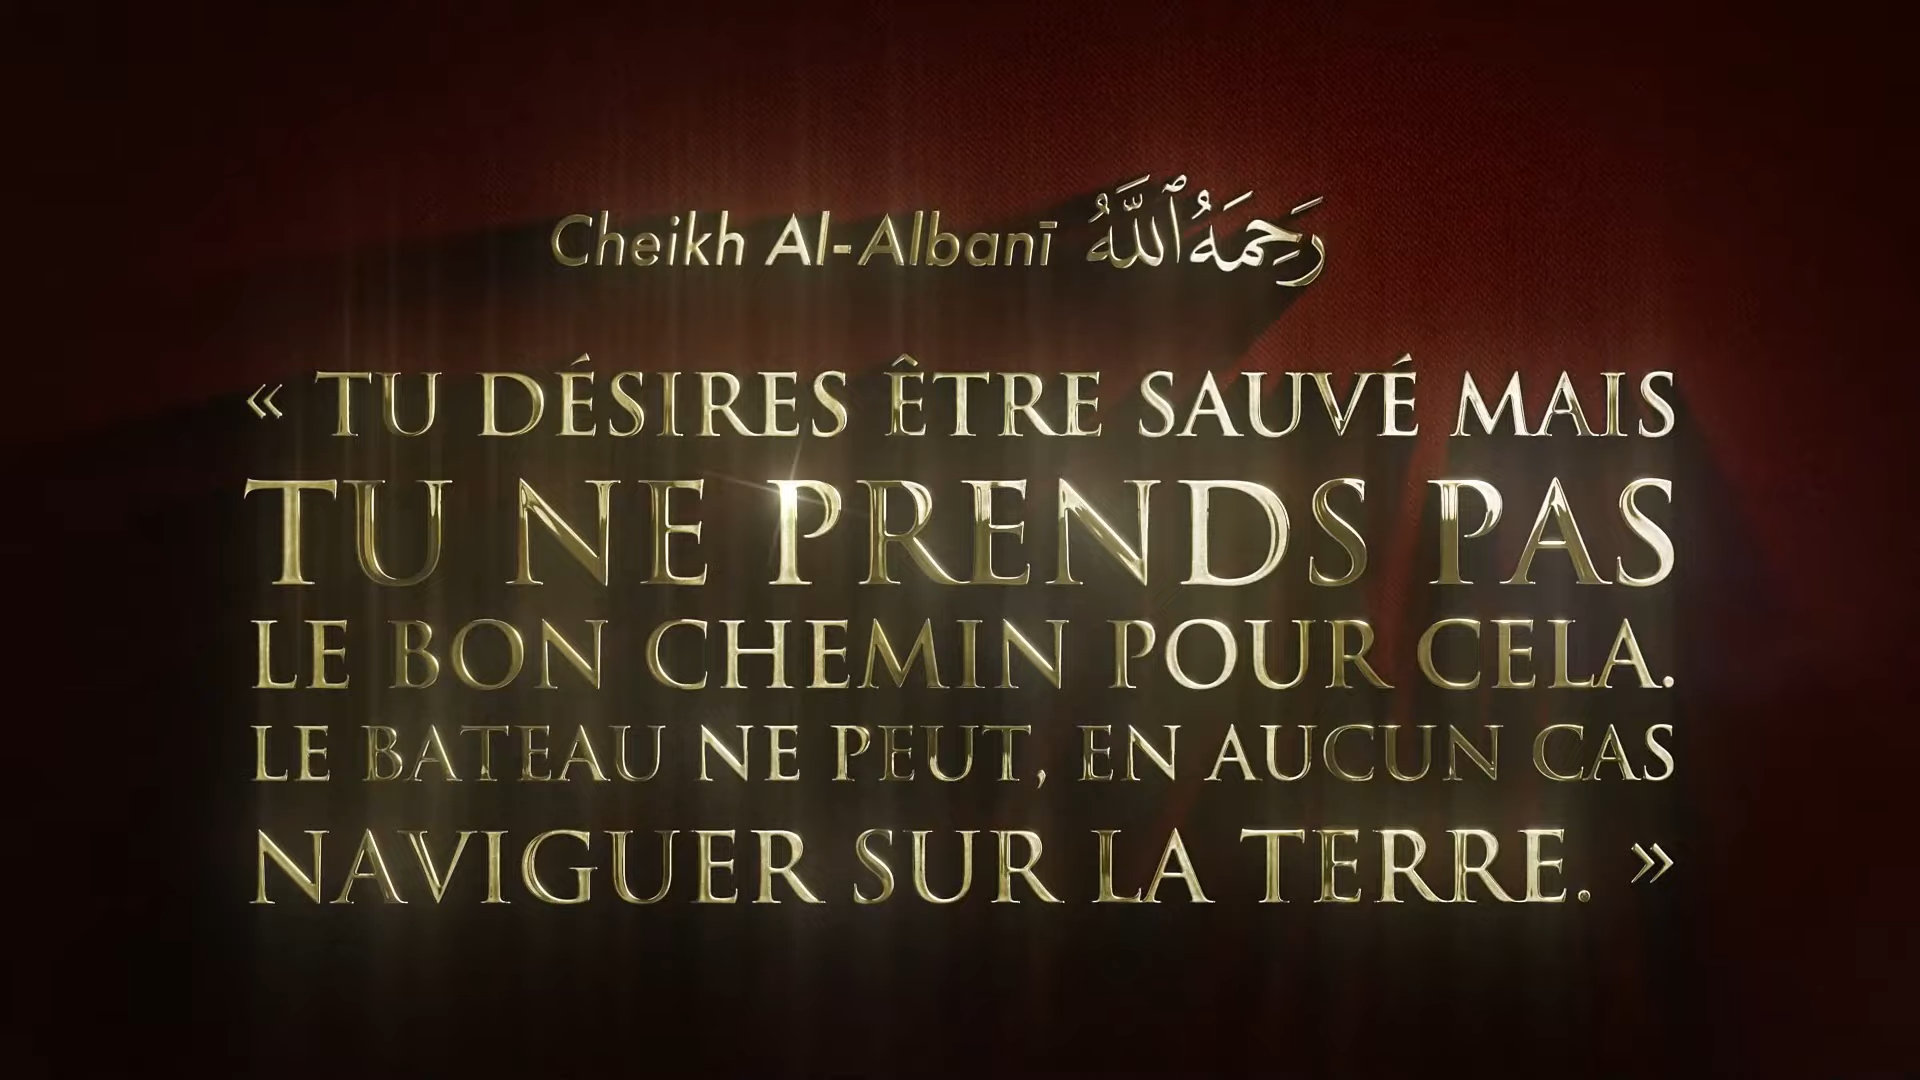 Cheikh Al-Albanī رَحِمَهُ ٱللَّهُ
« TU DÉSIRES ÊTRE SAUVÉ MAIS
TU NE PRENDS PAS
LE BON CHEMIN POUR CELA.
LE BATEAU NE PEUT, EN AUCUN CAS
NAVIGUER SUR LA TERRE. »